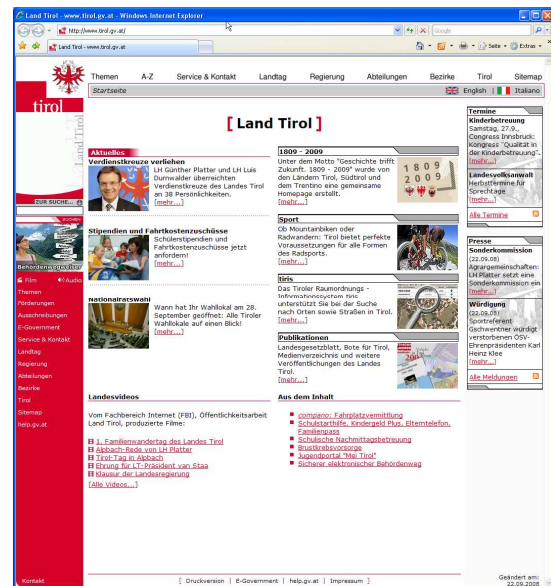 Land Tirol - www.tirol.gv.at - Windows Internet Explorer
http://www.tirol.gv.at/
Google
Land Tirol - www.tirol.gv.at
Seite
Extras
tirol
Themen A-Z Service & Kontakt Landtag Regierung Abteilungen Bezirke Tirol Sitemap
Startseite
English | Italiano
[ Land Tirol ]
ZUR SUCHE...
SUCHEN
Behördenwegweiser
Film
Audio
Themen
Förderungen
Ausschreibungen
E-Government
Service & Kontakt
Landtag
Regierung
Abteilungen
Bezirke
Tirol
Sitemap
help.gv.at
Kontakt
Aktuelles
Verdienstkreuze verliehen
LH Günther Platter und LH Luis
Durnwalder überreichten
Verdienstkreuze des Landes Tirol
an 38 Persönlichkeiten.
[mehr...]
Stipendien und Fahrtkostenzuschüsse
Schülerstipendien und
Fahrtkostenzuschüsse jetzt
anfordern!
[mehr...]
Nationalratswahl
Wann hat Ihr Wahllokal am 28.
September geöffnet: Alle Tiroler
Wahllokale auf einen Blick!
[mehr...]
1809 - 2009
Unter dem Motto "Geschichte trifft
Zukunft. 1809 - 2009" wurde von
den Ländern Tirol, Südtirol und
dem Trentino eine gemeinsame
Homepage erstellt.
[mehr...]
1 8 0 9
2 0 0 9
Sport
Ob Mountainbiken oder
Radwandern: Tirol bietet perfekte
Voraussetzungen für alle Formen
des Radsports.
[mehr...]
tiris
Das Tiroler Raumordnungs -
Informationssystem tiris
unterstützt Sie bei der Suche
nach Orten sowie Straßen in Tirol.
[mehr...]
Publikationen
Landesgesetzblatt, Bote für Tirol,
Medienverzeichnis und weitere
Veröffentlichungen des Landes
Tirol.
[mehr...]
Landesvideos
Vom Fachbereich Internet (FBI), Öffentlichkeitsarbeit
Land Tirol, produzierte Filme:
1. Familienwandertag des Landes Tirol
Alpbach-Rede von LH Platter
Tirol-Tag in Alpbach
Ehrung für LT-Präsident van Staa
Klausur der Landesregierung
[Alle Videos...]
Aus dem Inhalt
compano: Fahrplatzvermittlung
Schulstarthilfe, Kindergeld Plus, Elterntelefon,
Familienpass
Schulische Nachmittagsbetreuung
Brustkrebsvorsorge
Jugendportal "Mei Tirol"
Sicherer elektronischer Behördenweg
Termine
Kinderbetreuung
Samstag, 27.9.,
Congress Innsbruck:
Kongress "Qualität in
der Kinderbetreuung".
[mehr...]
Landesvolksanwalt
Herbsttermine für
Sprechtage
[mehr...]
Alle Termine
Presse
Sonderkommission
(22.09.08)
Agrargemeinschaften:
LH Platter setzt eine
Sonderkommission ein
[mehr...]
Würdigung
(22.09.08)
Sportreferent
Gschwentner würdigt
verstorbenen ÖSV-
Ehrenpräsidenten Karl
Heinz Klee
[mehr...]
Alle Meldungen
[ Druckversion | E-Government | help.gv.at | Impressum ]
Geändert am:
22.09.2008